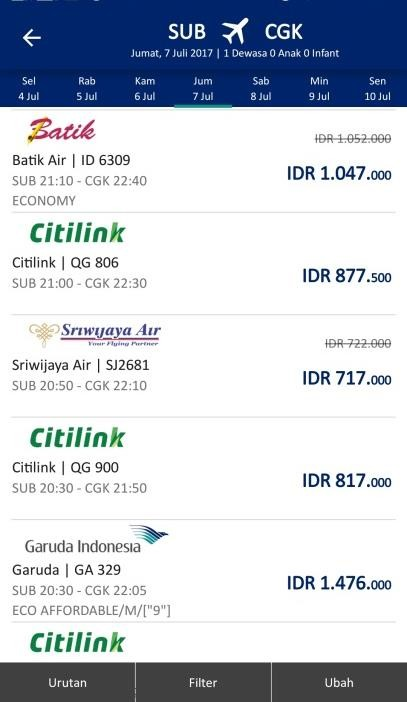 SUB CGK
Jumat, 7 Juli 2017 | 1 Dewasa 0 Anak 0 Infant
Sel Rab Kam Jum Sab Min Sen
4 Jul 5 Jul 6 Jul 7 Jul 8 Jul 9 Jul 10 Jul
Batik
IDR 1.052.000
Batik Air | ID 6309
IDR 1.047.000
SUB 21:10 - CGK 22:40
ECONOMY
Citilink
Citilink | QG 806
IDR 877.500
SUB 21:00 - CGK 22:30
Sriwijaya Air
Your Flying Partner
IDR 722.000
Sriwijaya Air | SJ2681
IDR 717.000
SUB 20:50 - CGK 22:10
Citilink
Citilink | QG 900
IDR 817.000
SUB 20:30 - CGK 21:50
Garuda Indonesia
Garuda | GA 329
IDR 1.476.000
SUB 20:30 - CGK 22:05
ECO AFFORDABLE/M/["9"]
Citilink
Urutan Filter Ubah